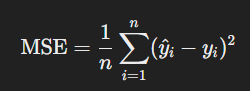 MSE = \frac{1}{n} \sum_{i=1}^{n} (\hat{y}_i - y_i)^2